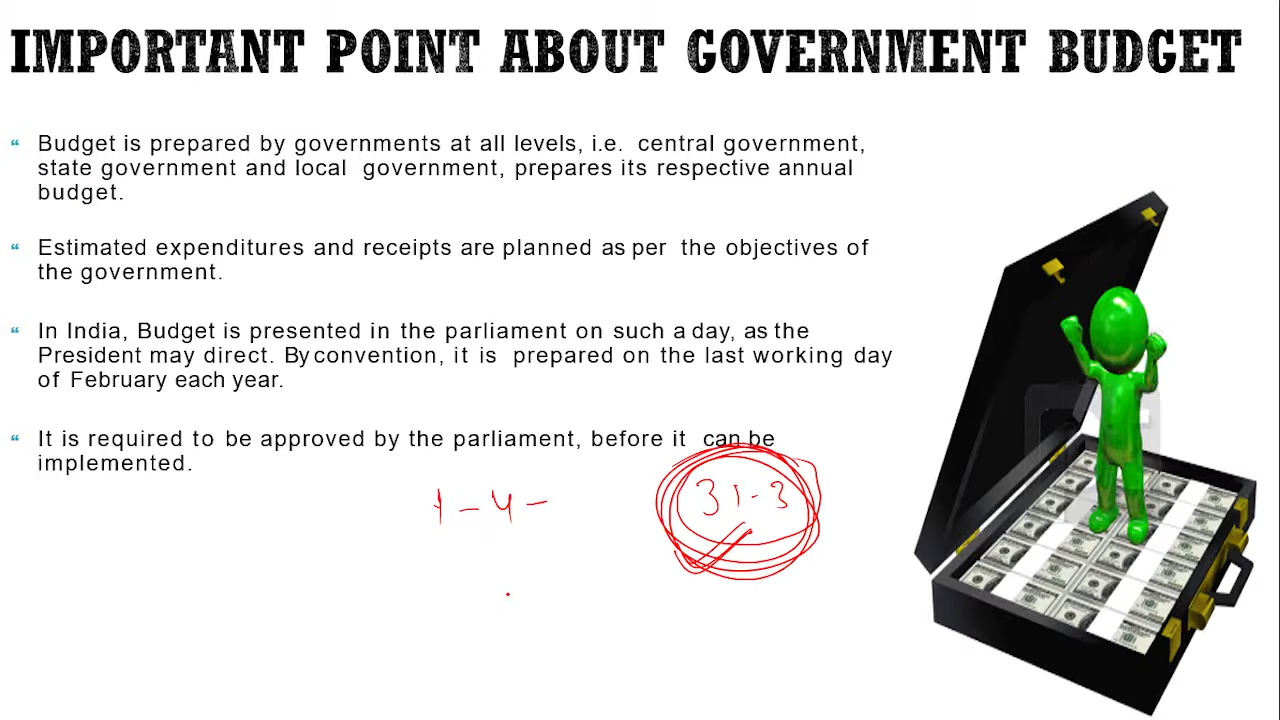 IMPORTANT POINT ABOUT GOVERNMENT BUDGET
Budget is prepared by governments at all levels, i.e. central government,
state government and local government, prepares its respective annual
budget.
Estimated expenditures and receipts are planned as per the objectives of
the government.
In India, Budget is presented in the parliament on such a day, as the
President may direct. By convention, it is prepared on the last working day
of February each year.
It is required to be approved by the parliament, before it can be
implemented.
1-4-
31-3